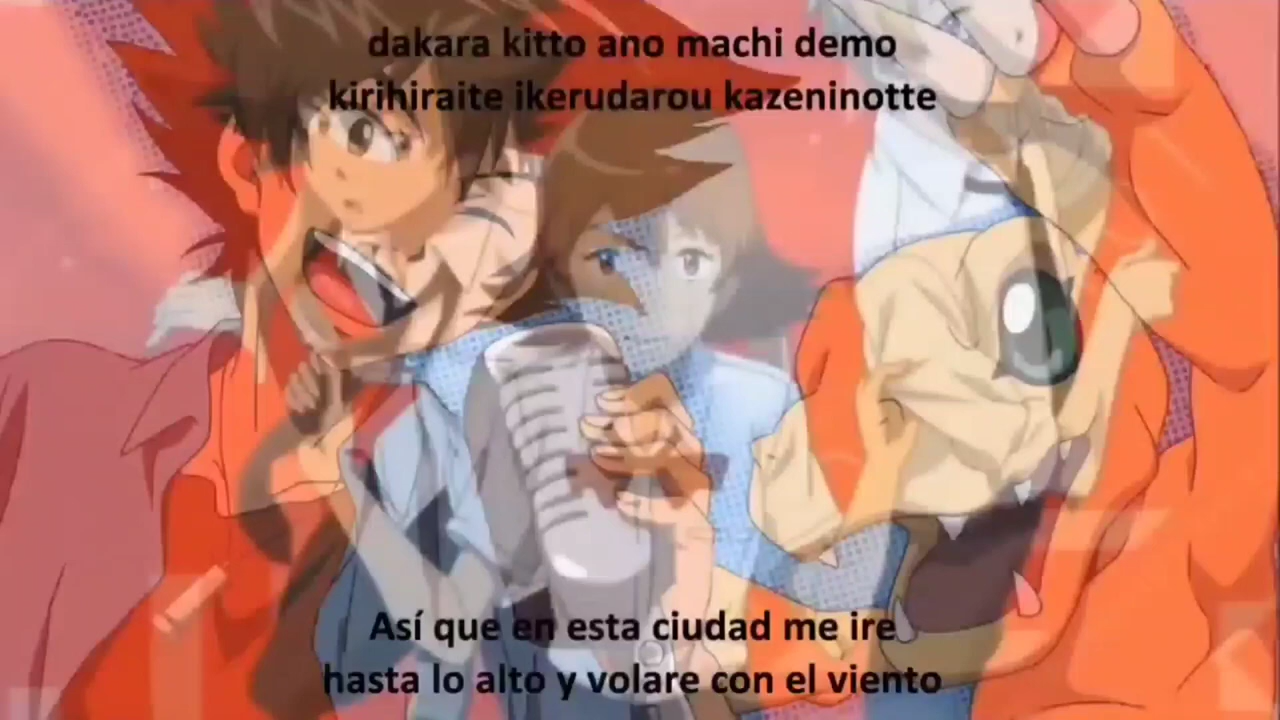 dakara kitto ano machi demo
kirihiraite ikerudarou kazeninotte
Así que en esta ciudad me ire
hasta lo alto y volare con el viento